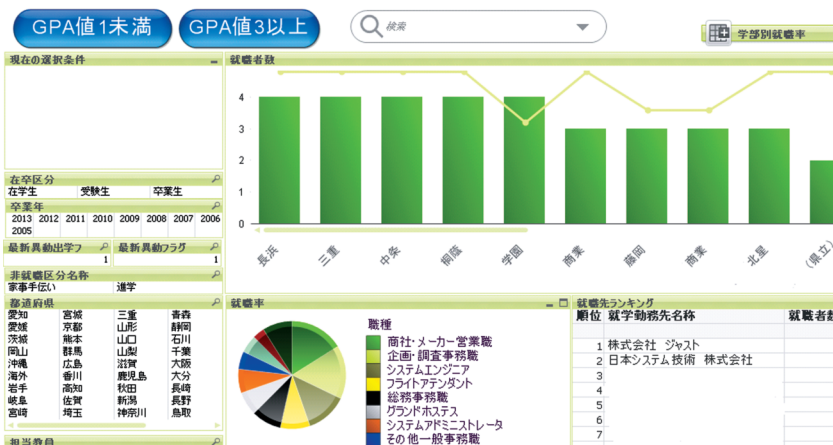 GPA値1未満
GPA値3以上
検索
学部別就職率
現在の選択条件
在卒区分
在学生 受験生 卒業生
卒業年
2013 2012 2011 2010 2009 2008 2007 2006
2005
最新異動出学フ
1
最新異動フラグ
1
非就職区分名称
家事手伝い 進学
都道府県
愛知 宮城 三重 青森
愛媛 京都 山形 静岡
茨城 熊本 山口 石川
岡山 群馬 山梨 千葉
沖縄 広島 滋賀 大阪
海外 香川 鹿児島 大分
岩手 高知 秋田 長崎
岐阜 佐賀 新潟 長野
宮崎 埼玉 神奈川 鳥取
担当教員
就職者数
4
3
2
1
0
長浜
三重
中条
桐蔭
学園
商業
藤岡
商業
北星
(県立)
就職率
職種
商社・メーカー営業職
企画・調査事務職
システムエンジニア
フライトアテンダント
総務事務職
グランドホステス
システムアドミニストレータ
その他一般事務職
就職先ランキング
順位 就学勤務先名称 就職者数
1 株式会社 ジャスト
2 日本システム技術 株式会社
3
4
5
6
7